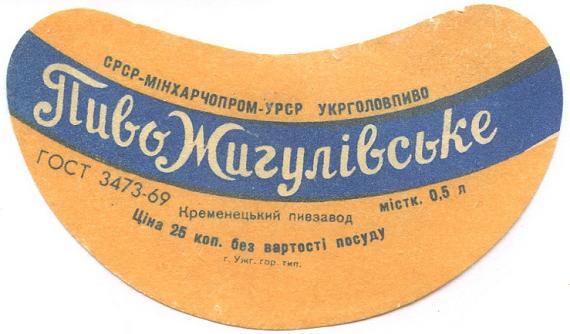 СРСР-МІНХАРЧОПРОМ-УРСР УКРГОЛОВПИВО
Пиво Жигулівське
ГОСТ 3473-69 Кременецький пивзавод містк. 0,5 л
Ціна 25 коп. без вартості посуду
г. Ужг. гор. тип.